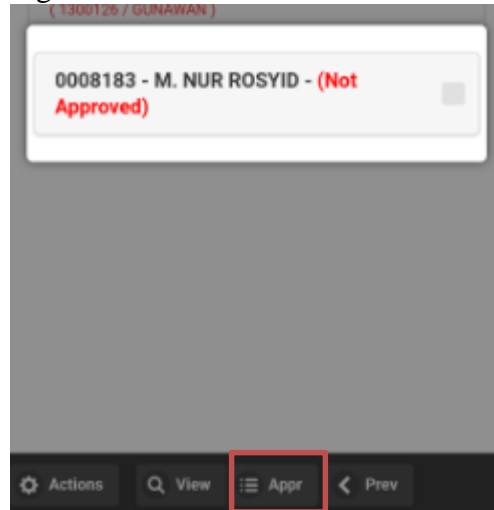 ( 1300126 / GUNAWAN )
0008183 - M. NUR ROSYID - (Not
Approved)
Actions
View
Appr
Prev